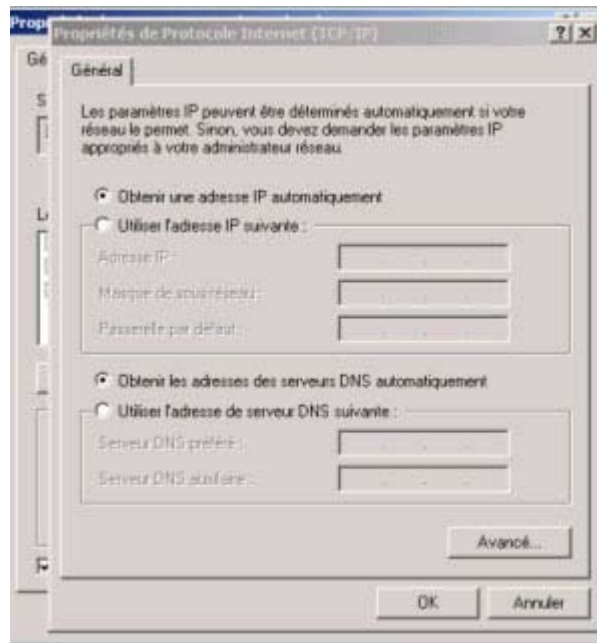 Prop
Propriétés de Protocole Internet (TCP/IP)
Gé
Général
S
Les paramètres IP peuvent être déterminés automatiquement si votre
réseau le permet. Sinon, vous devez demander les paramètres IP
appropriés à votre administrateur réseau.
Obtenir une adresse IP automatiquement
Utiliser l'adresse IP suivante :
Adresse IP :
Masque de sous-réseau :
Passerelle par défaut :
Obtenir les adresses des serveurs DNS automatiquement
Utiliser l'adresse de serveur DNS suivante :
Serveur DNS préféré :
Serveur DNS auxiliaire :
Avancé...
OK
Annuler